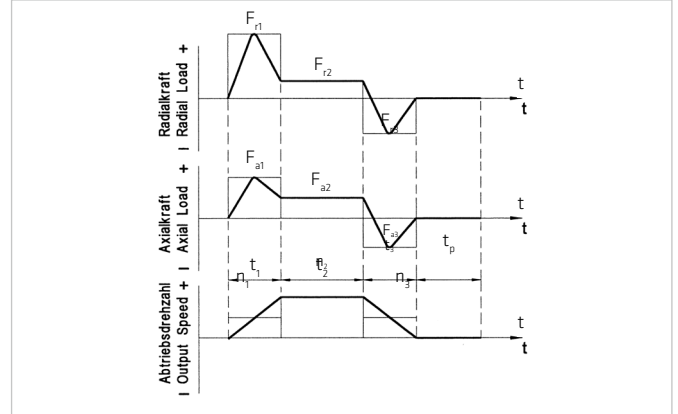 F_r1
Radialkraft
– Radial Load +
F_r2
F_r3
t
t
F_a1
Axialkraft
– Axial Load +
F_a2
F_a3
t
t
n_1
t_1
n_2
t_2
t_3
n_3
t_p
Abtriebsdrehzahl
– Output Speed +
t
t